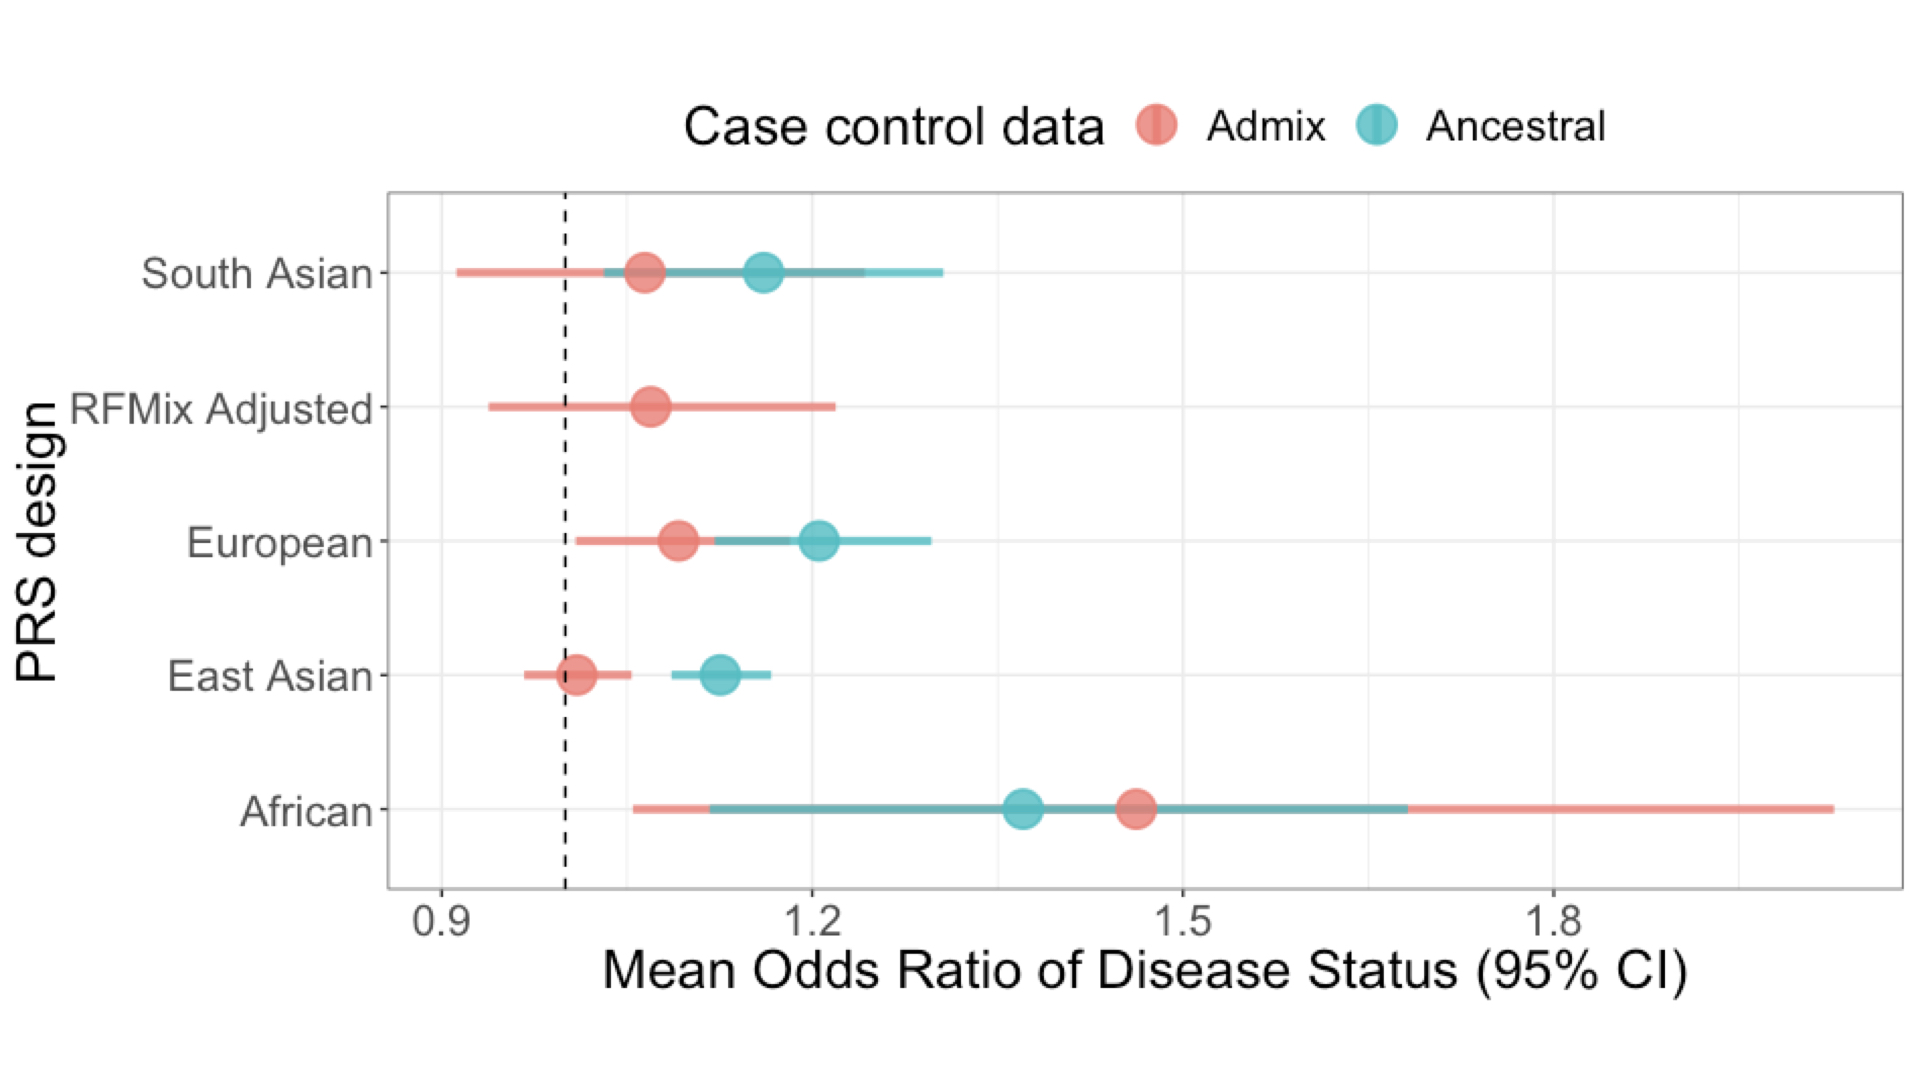 Case control data Admix Ancestral
South Asian
RFMix Adjusted
European
East Asian
African
PRS design
0.9 1.2 1.5 1.8
Mean Odds Ratio of Disease Status (95% CI)